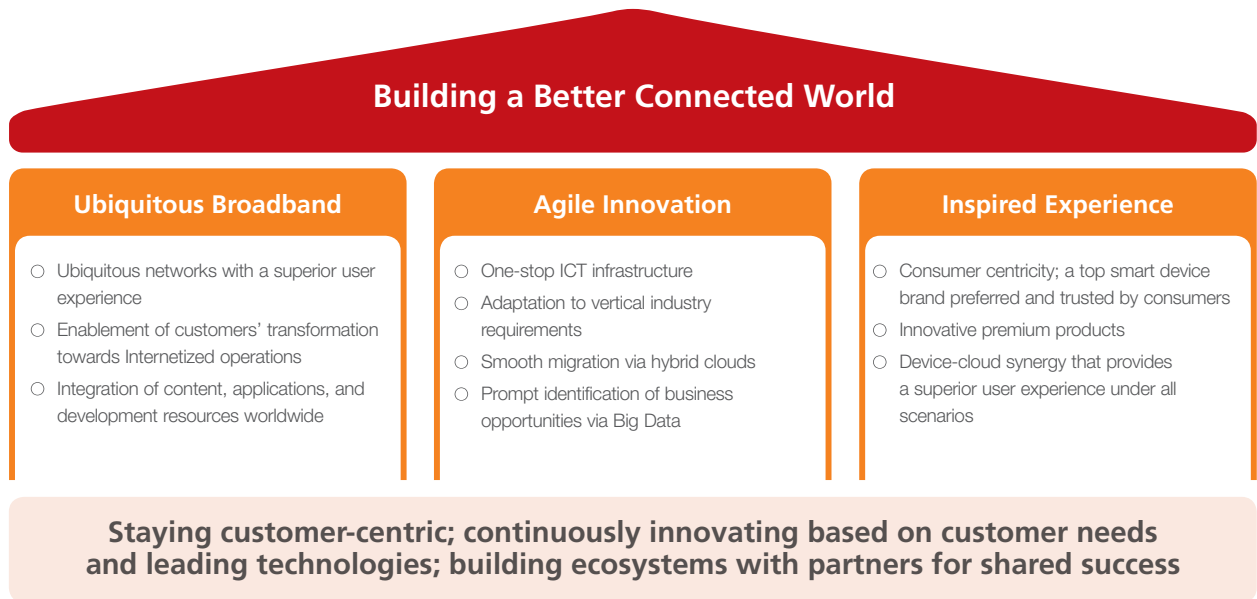 Building a Better Connected World
Ubiquitous Broadband
○ Ubiquitous networks with a superior user
experience
○ Enablement of customers’ transformation
towards Internetized operations
○ Integration of content, applications, and
development resources worldwide
Agile Innovation
○ One-stop ICT infrastructure
○ Adaptation to vertical industry
requirements
○ Smooth migration via hybrid clouds
○ Prompt identification of business
opportunities via Big Data
Inspired Experience
○ Consumer centricity; a top smart device
brand preferred and trusted by consumers
○ Innovative premium products
○ Device-cloud synergy that provides
a superior user experience under all
scenarios
Staying customer-centric; continuously innovating based on customer needs
and leading technologies; building ecosystems with partners for shared success